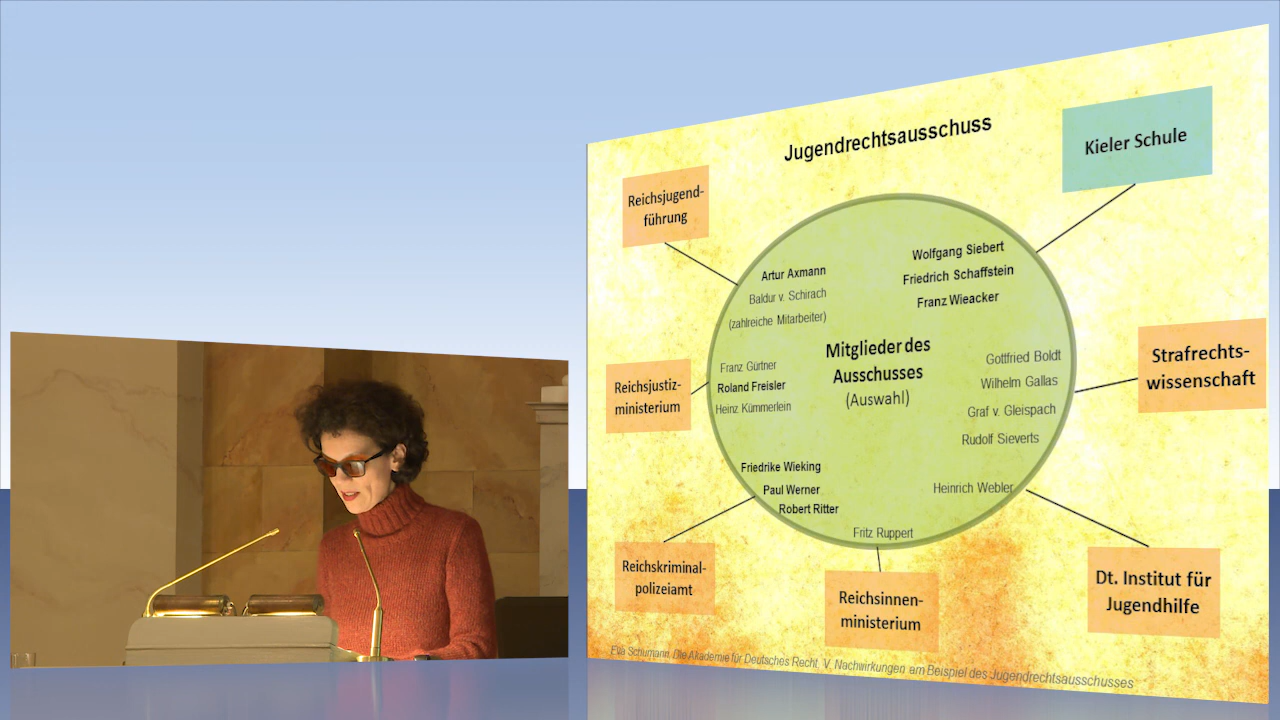 Jugendrechtsausschuss
Kieler Schule
Reichsjugend-
führung
Artur Axmann
Baldur v. Schirach
(zahlreiche Mitarbeiter)
Wolfgang Siebert
Friedrich Schaffstein
Franz Wieacker
Mitglieder des
Ausschusses
(Auswahl)
Reichsjustiz-
ministerium
Franz Gürtner
Roland Freisler
Heinz Kümmerlein
Gottfried Boldt
Wilhelm Gallas
Graf v. Gleispach
Rudolf Sieverts
Strafrechts-
wissenschaft
Friedrike Wieking
Paul Werner
Robert Ritter
Heinrich Webler
Fritz Ruppert
Reichskriminal-
polizeiamt
Reichsinnen-
ministerium
Dt. Institut für
Jugendhilfe
Eva Schumann, Die Akademie für Deutsches Recht. V. Nachwirkungen am Beispiel des Jugendrechtsausschusses